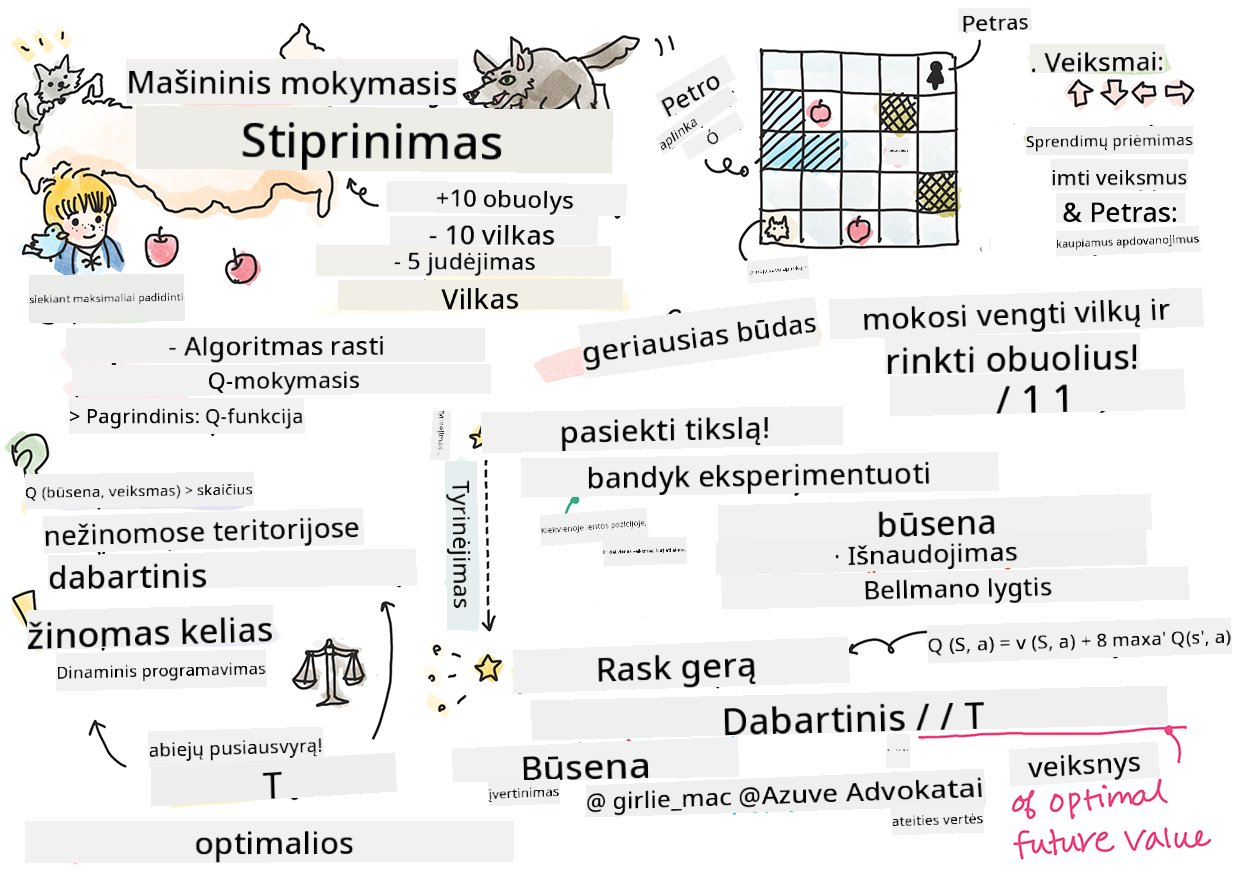 Mašininis mokymasis
Stiprinimas
+10 obuolys
- 10 vilkas
- 5 judėjimas
Vilkas
siekiant maksimaliai padidinti
- Algoritmas rasti
Q-mokymasis
> Pagrindinis: Q-funkcija
Q (būsena, veiksmas) > skaičius
nežinomose teritorijose
dabartinis
žinomas kelias
Dinaminis programavimas
abiejų pusiausvyrą!
T
optimalios
Petras
Petro
aplinka
Ó
. Veiksmai:
Sprendimų priėmimas
imti veiksmus
& Petras:
kaupiamus apdovanojimus
geriausias būdas
mokosi vengti vilkų ir
rinkti obuolius!
/ 1 1
pasiekti tikslą!
bandyk eksperimentuoti
Tyrinėjimas
Kiekvienoje lentos pozicijoje,
būsena
· Išnaudojimas
Bellmano lygtis
Q (S, a) = v (S, a) + 8 maxa' Q(s', a)
Rask gerą
Dabartinis / / T
Būsena
įvertinimas
@ girlie_mac @Azuve Advokatai
ateities vertės
veiksnys
of optimal
future value